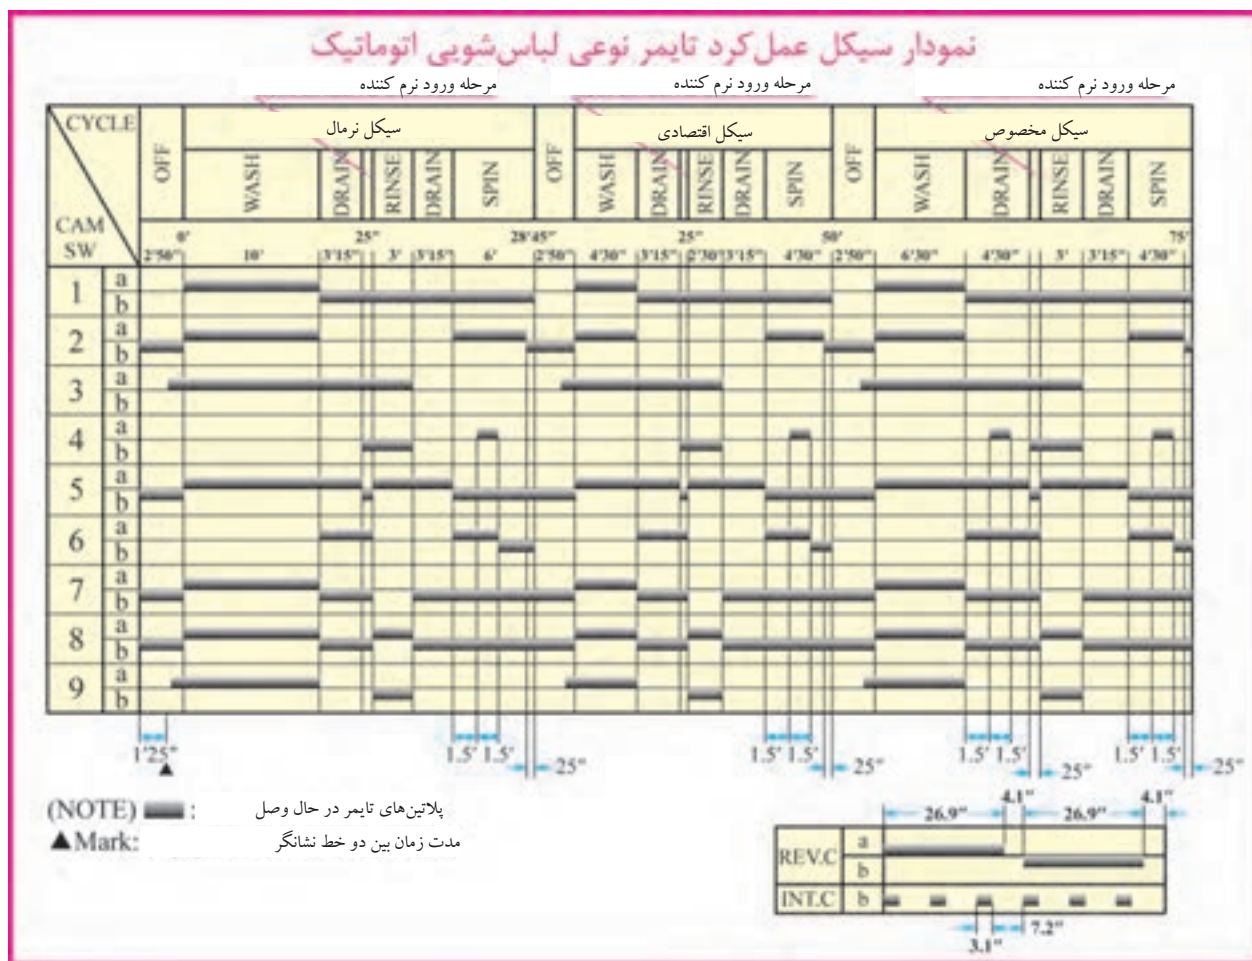 نمودار سیکل عمل‌کرد تایمر نوعی لباس‌شویی اتوماتیک
مرحله ورود نرم کننده مرحله ورود نرم کننده مرحله ورود نرم کننده
CYCLE
OFF سیکل نرمال OFF سیکل اقتصادی OFF سیکل مخصوص
WASH DRAIN RINSE DRAIN SPIN WASH DRAIN RINSE DRAIN SPIN WASH DRAIN RINSE DRAIN SPIN
CAM
SW
0' 25" 28'45" 25" 50' 75'
2'50" 10' 3'15" 3' 3'15" 6' 2'50" 4'30" 3'15" 2'30" 3'15" 4'30" 2'50" 6'30" 4'30" 3' 3'15" 4'30"
1 a
b
2 a
b
3 a
b
4 a
b
5 a
b
6 a
b
7 a
b
8 a
b
9 a
b
1'25" 1.5' 1.5' 25" 1.5' 1.5' 25" 1.5' 1.5' 25" 1.5' 1.5' 25"
(NOTE) : پلاتین‌های تایمر در حال وصل
▲Mark: مدت زمان بین دو خط نشانگر
26.9" 4.1" 26.9" 4.1"
REV.C a
b
INT.C b
7.2"
3.1"